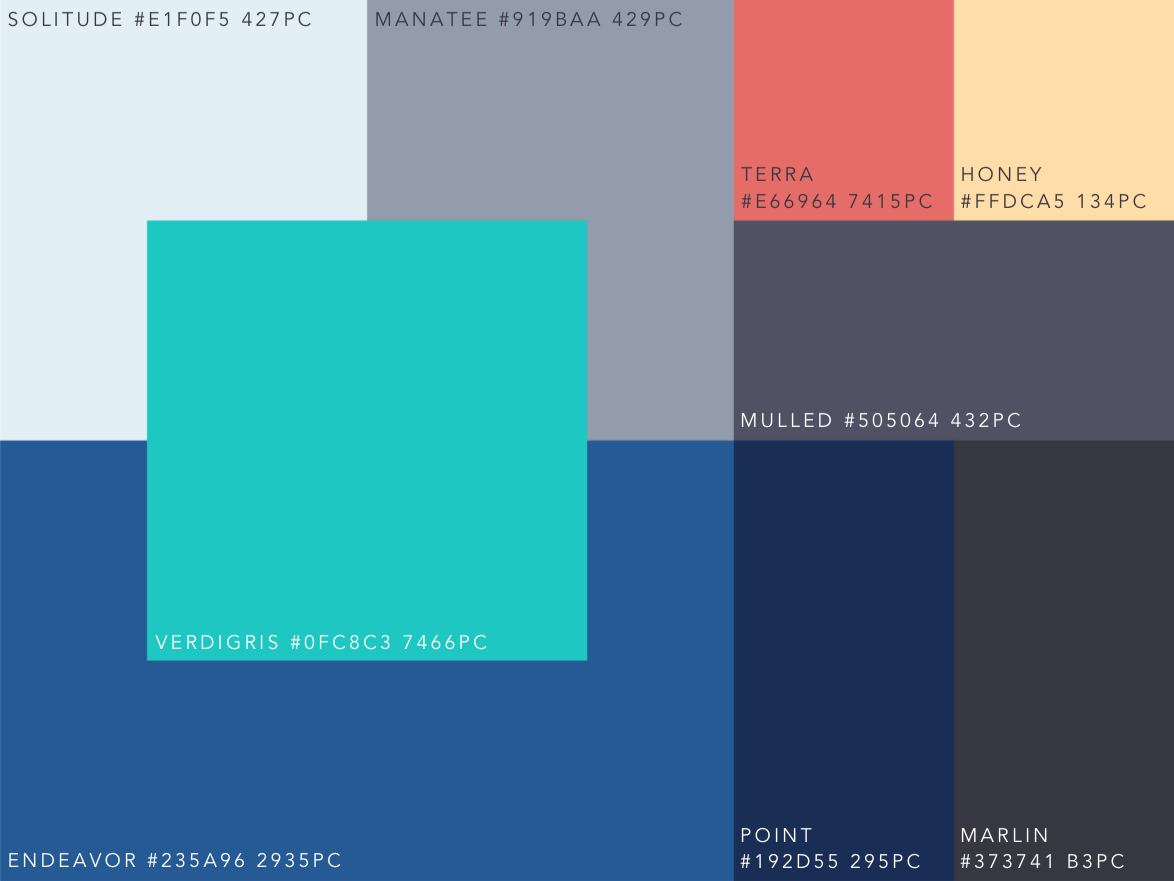 SOLITUDE #E1F0F5 427PC
MANATEE #919BAA 429PC
TERRA
#E66964 7415PC
HONEY
#FFDCA5 134PC
MULLED #505064 432PC
VERDIGRIS #0FC8C3 7466PC
ENDEAVOR #235A96 2935PC
POINT
#192D55 295PC
MARLIN
#373741 B3PC